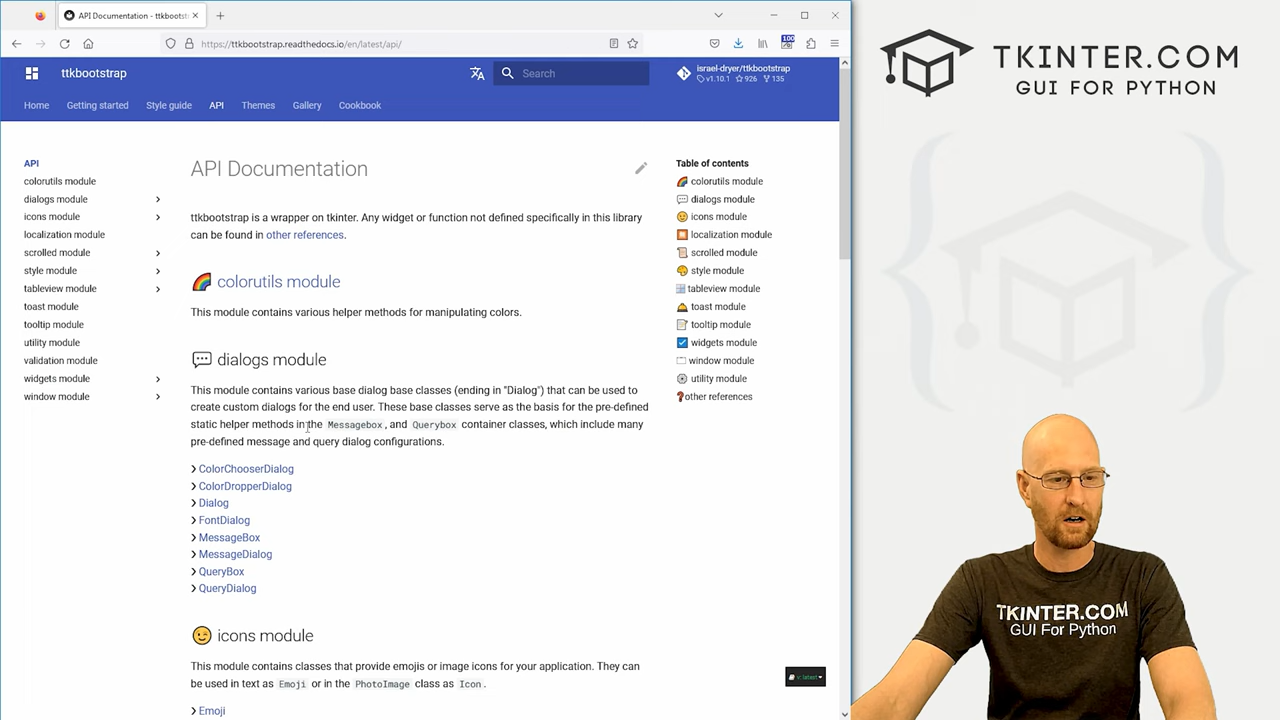 API Documentation - ttkbootst
100
https://ttkbootstrap.readthedocs.io/en/latest/api/
ttkbootstrap
Search
israel-dryer/ttkbootstrap
v1.10.1 926 135
Home Getting started Style guide API Themes Gallery Cookbook
API
colorutils module
dialogs module
icons module
localization module
scrolled module
style module
tableview module
toast module
tooltip module
utility module
validation module
widgets module
window module
API Documentation
ttkbootstrap is a wrapper on tkinter. Any widget or function not defined specifically in this library
can be found in other references.
colorutils module
This module contains various helper methods for manipulating colors.
dialogs module
This module contains various base dialog base classes (ending in "Dialog") that can be used to
create custom dialogs for the end user. These base classes serve as the basis for the pre-defined
static helper methods in the Messagebox, and Querybox container classes, which include many
pre-defined message and query dialog configurations.
ColorChooserDialog
ColorDropperDialog
Dialog
FontDialog
MessageBox
MessageDialog
QueryBox
QueryDialog
icons module
This module contains classes that provide emojis or image icons for your application. They can
be used in text as Emoji or in the PhotoImage class as Icon.
Emoji
Table of contents
colorutils module
dialogs module
icons module
localization module
scrolled module
style module
tableview module
toast module
tooltip module
widgets module
window module
utility module
other references
v: latest
TKINTER.COM
GUI FOR PYTHON
TKINTER.COM
GUI For Python